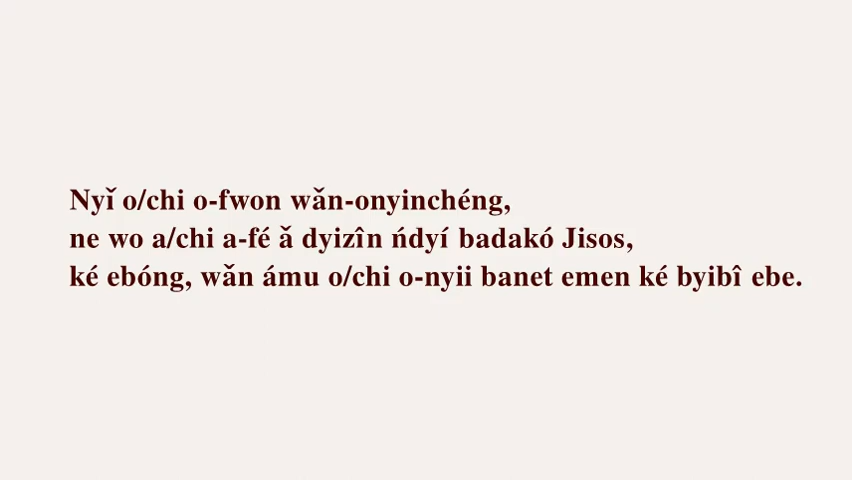 Nyǐ o/chi o-fwon wǎn-onyinchéng,
ne wo a/chi a-fé ǎ dyizîn ńdyí badakó Jisos,
ké ebóng, wǎn ámu o/chi o-nyii banet emen ké byibî ebe.